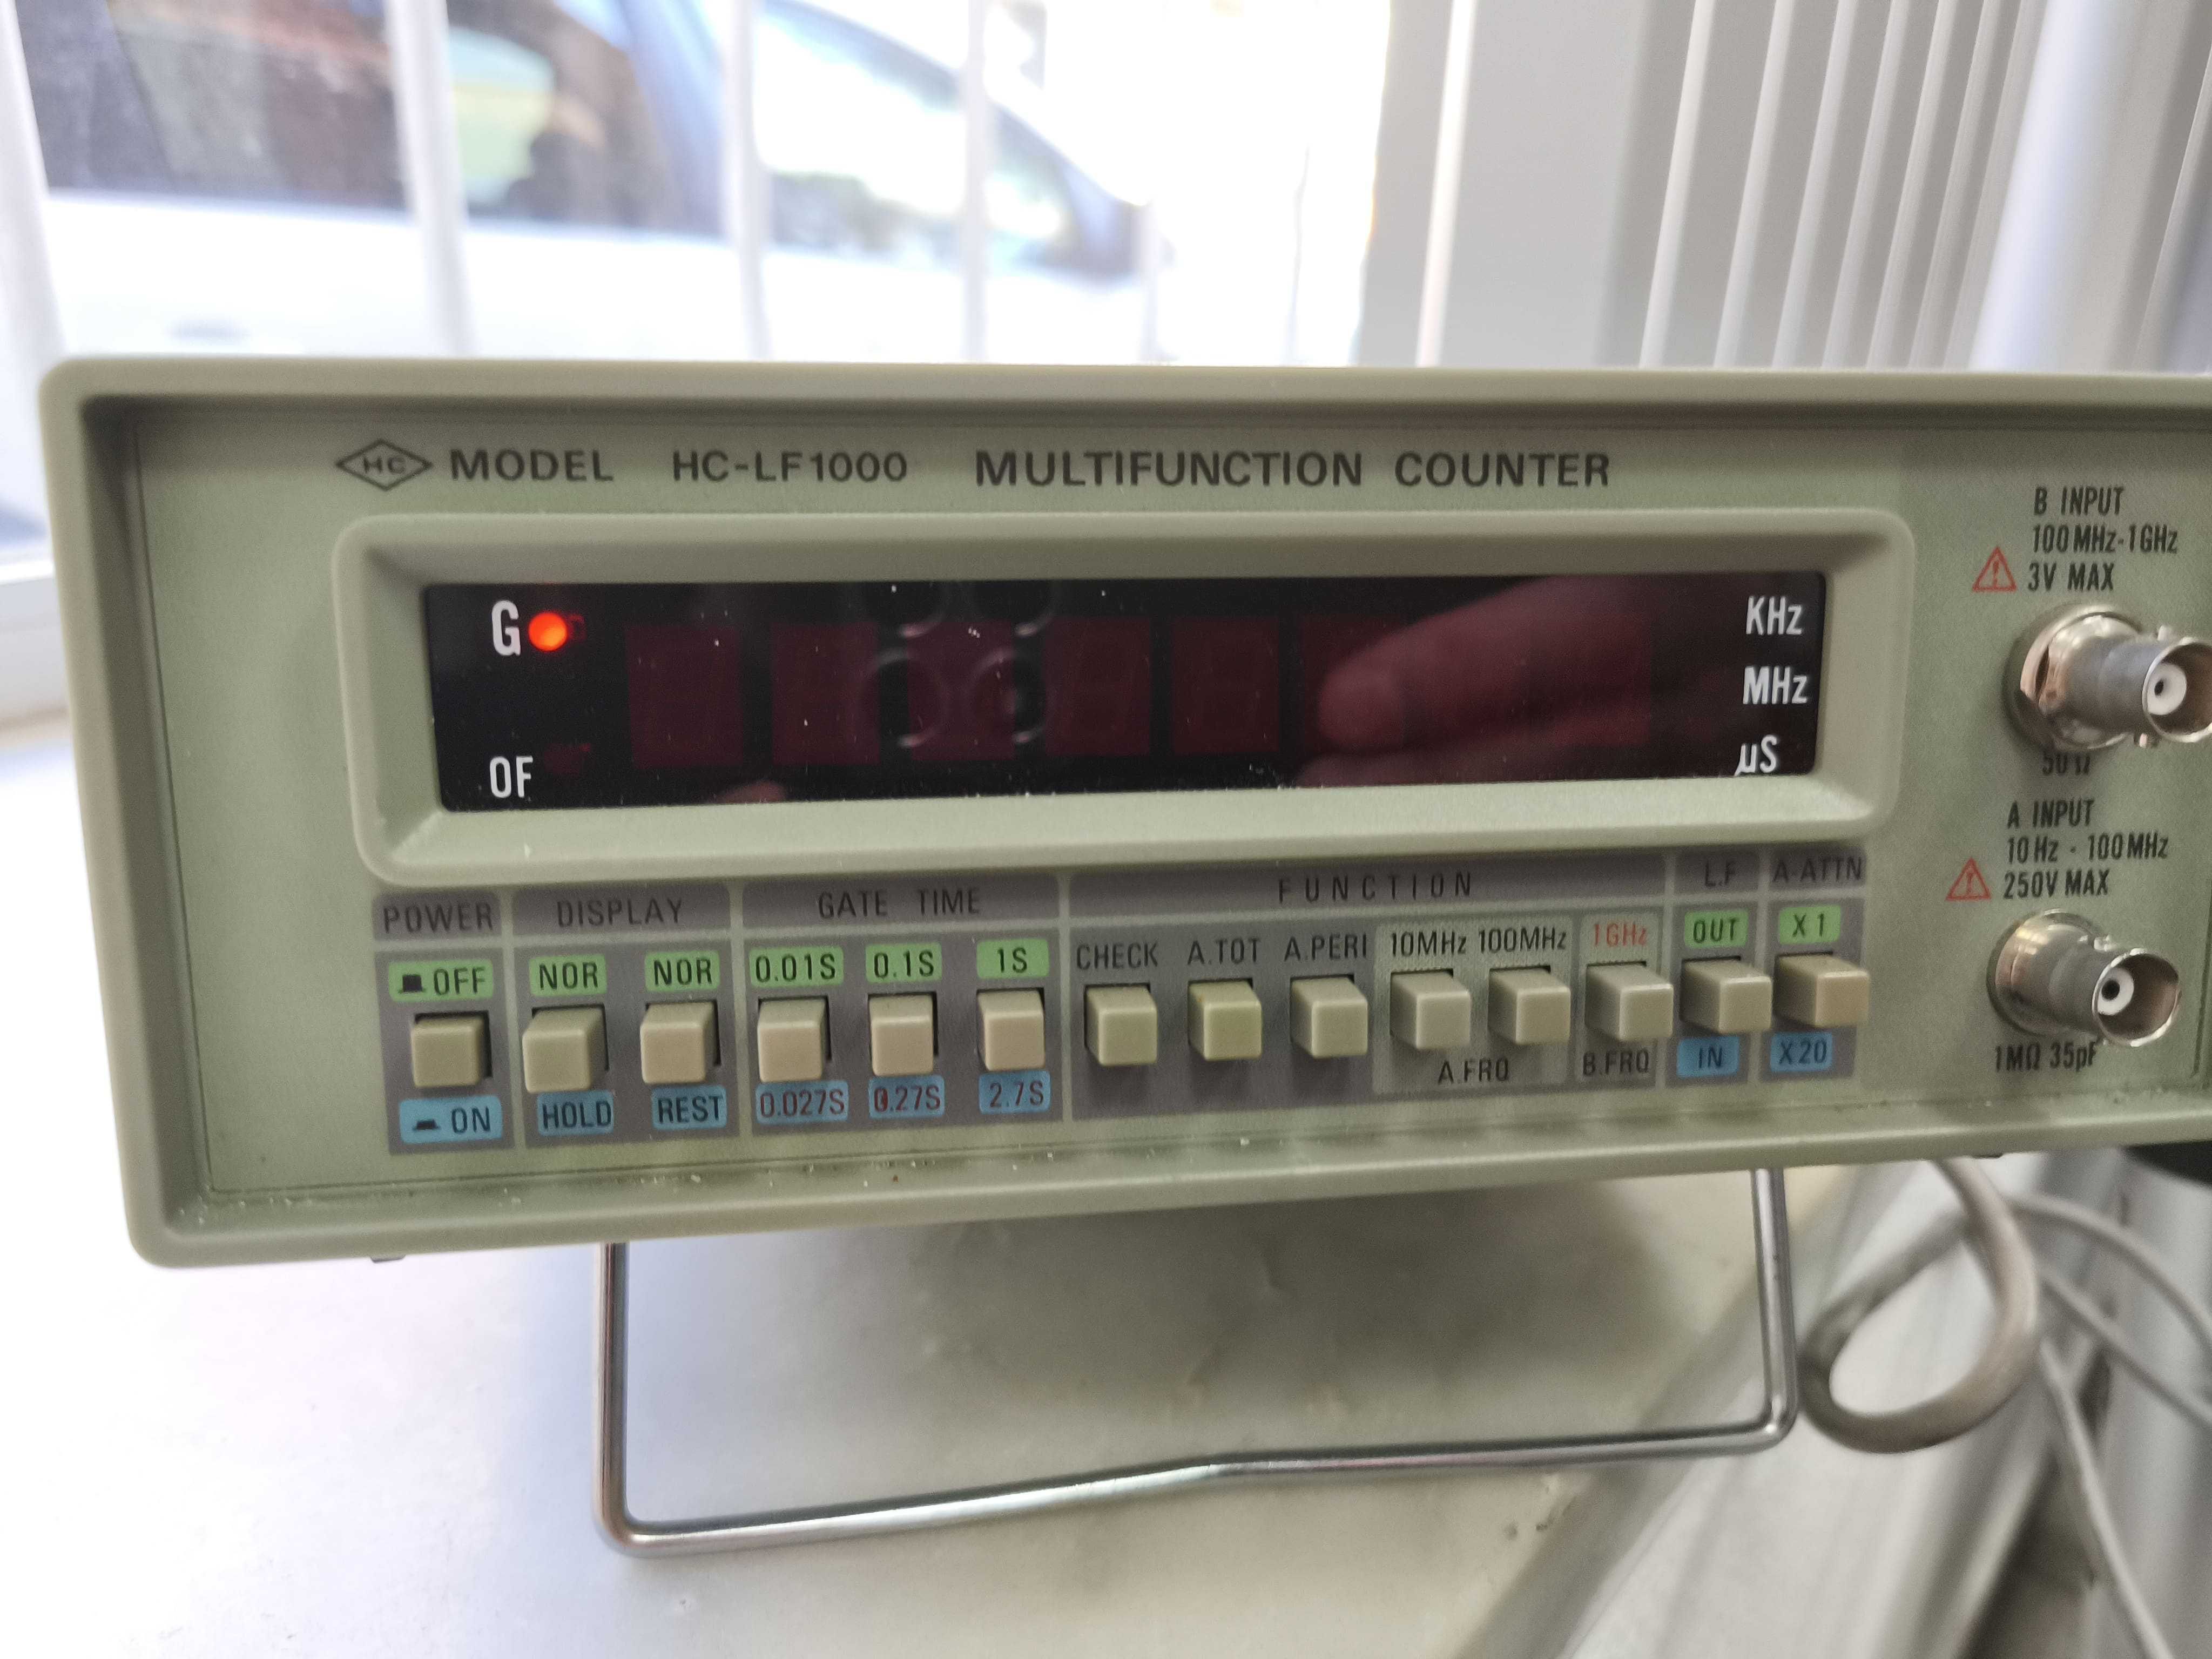 HC MODEL HC-LF1000 MULTIFUNCTION COUNTER
G
OF
KHz
MHz
μS
B INPUT
100MHz-1GHz
3V MAX
50Ω
A INPUT
10Hz - 100MHz
250V MAX
1MΩ 35pF
POWER DISPLAY GATE TIME FUNCTION L.F A-ATTN
OFF NOR NOR 0.01S 0.1S 1S CHECK A.TOT A.PERI 10MHz 100MHz 1GHz OUT X1
ON HOLD REST 0.027S 0.27S 2.7S A.FRQ B.FRQ IN X20